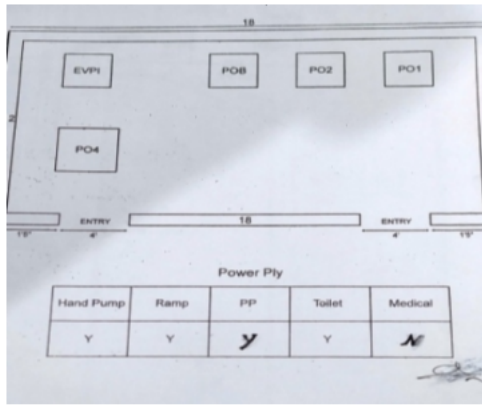 18
EVPI POB PO2 PO1
PO4
ENTRY 18 ENTRY
1'5" 4' 4' 1'5"
Power Ply
Hand Pump Ramp PP Toilet Medical
Y Y Y Y N